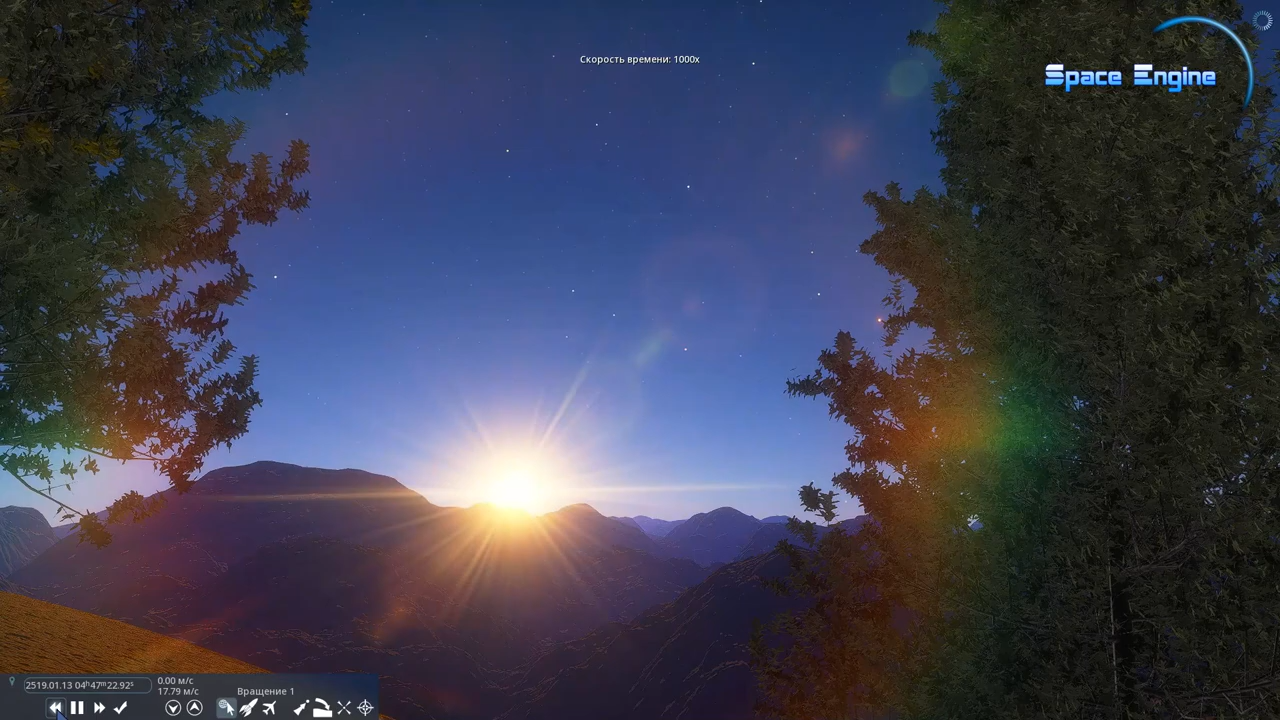 Скорость времени: 1000x
Space Engine
2519.01.13 04ʰ47ᵐ22.92ˢ
0.00 м/с
17.79 м/с
Вращение 1